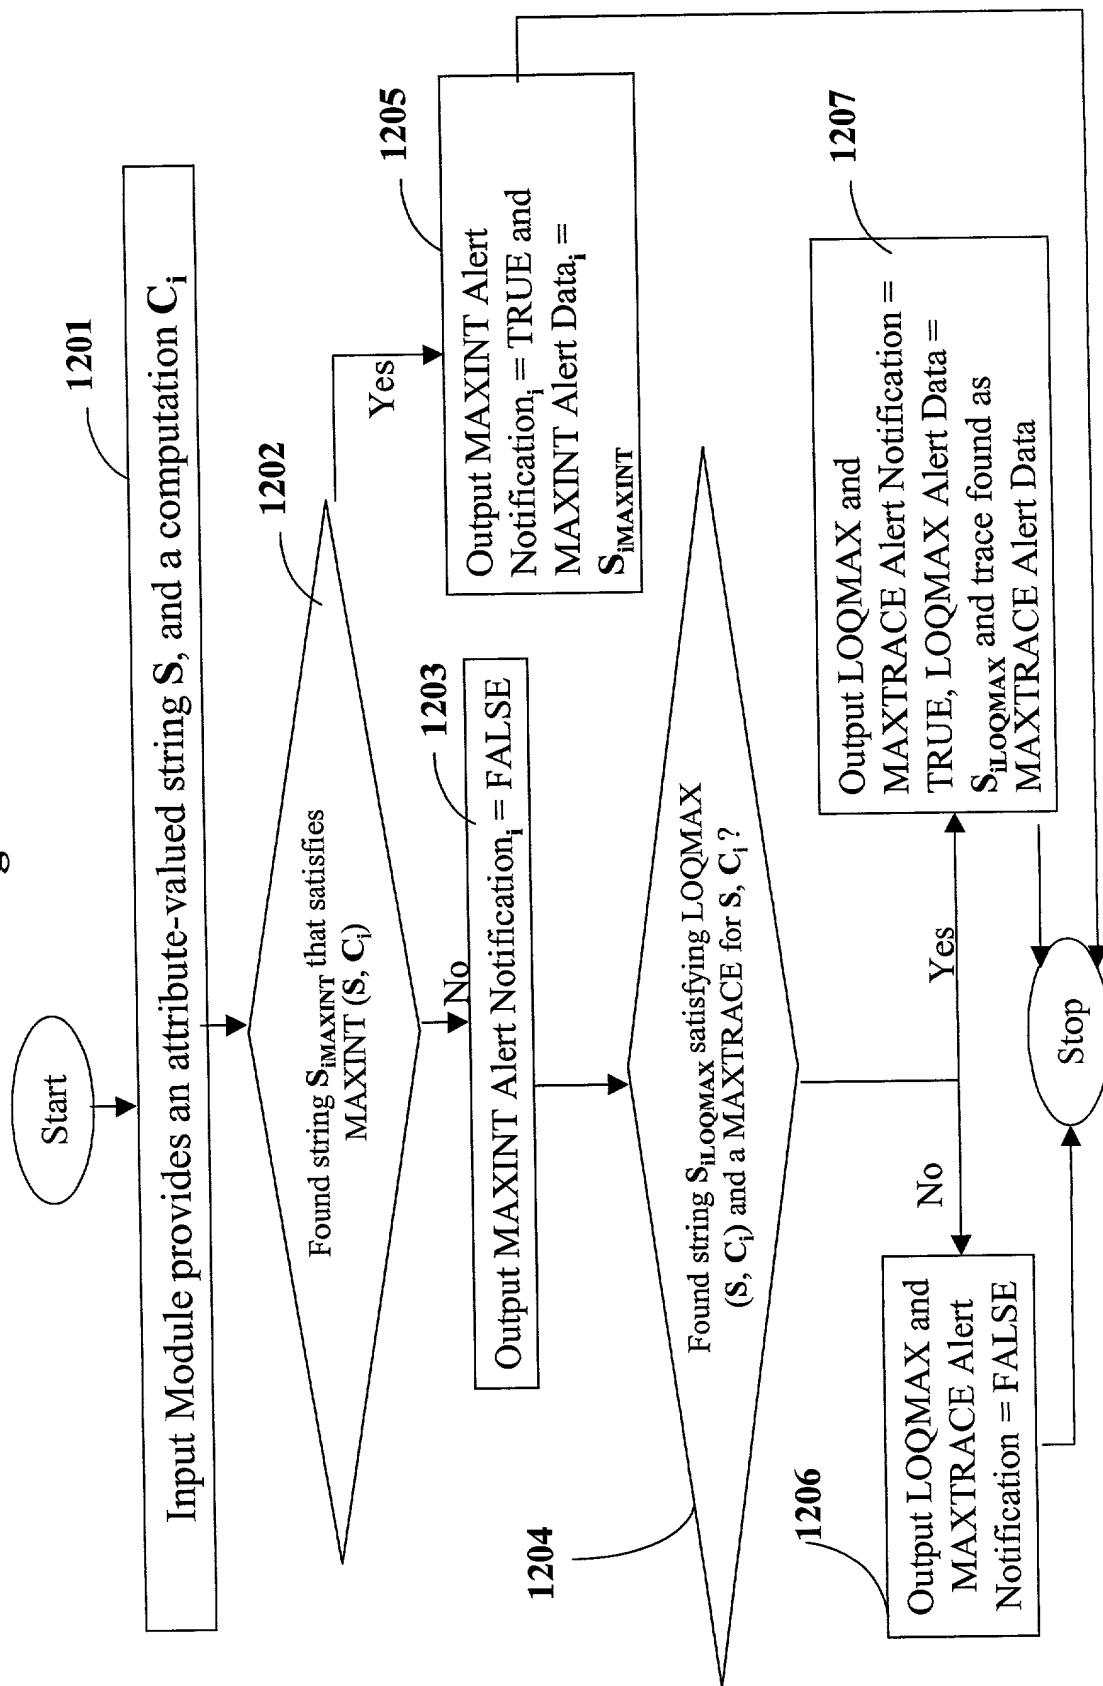 Start
1201
Input Module provides an attribute-valued string S, and a computation Ci
1202
Found string SiMAXINT that satisfies
MAXINT (S, Ci)
Yes
1205
Output MAXINT Alert
Notificationi = TRUE and
MAXINT Alert Datai =
SiMAXINT
No
1203
Output MAXINT Alert Notificationi = FALSE
1204
Found string SiLOQMAX satisfying LOQMAX
(S, Ci) and a MAXTRACE for S, Ci ?
No
Yes
1206
Output LOQMAX and
MAXTRACE Alert
Notification = FALSE
1207
Output LOQMAX and
MAXTRACE Alert Notification =
TRUE, LOQMAX Alert Data =
SiLOQMAX and trace found as
MAXTRACE Alert Data
Stop